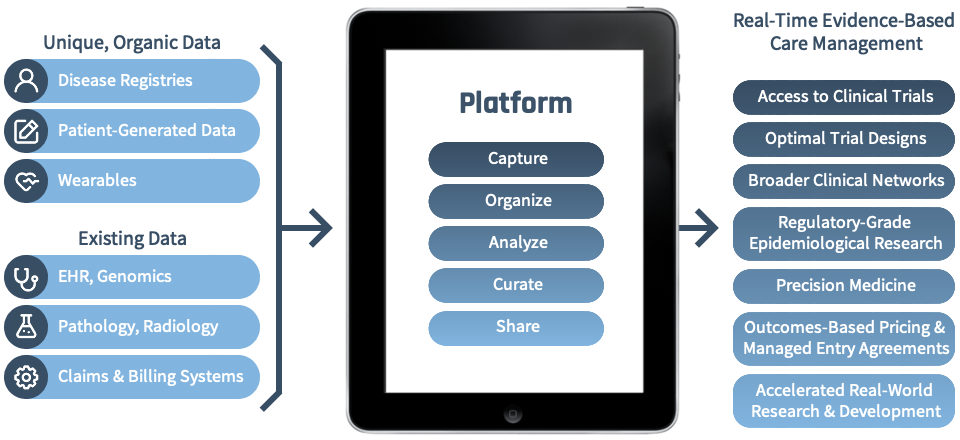 Unique, Organic Data
Disease Registries
Patient-Generated Data
Wearables
Existing Data
EHR, Genomics
Pathology, Radiology
Claims & Billing Systems
Platform
Capture
Organize
Analyze
Curate
Share
Real-Time Evidence-Based
Care Management
Access to Clinical Trials
Optimal Trial Designs
Broader Clinical Networks
Regulatory-Grade
Epidemiological Research
Precision Medicine
Outcomes-Based Pricing &
Managed Entry Agreements
Accelerated Real-World
Research & Development